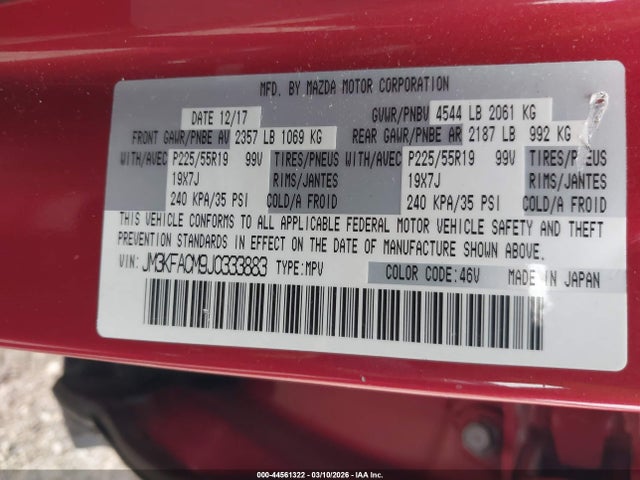 MFD. BY MAZDA MOTOR CORPORATION
DATE 12/17 GVWR/PNBV 4544 LB 2061 KG
FRONT GAWR/PNBE AV 2357 LB 1069 KG REAR GAWR/PNBE AR 2187 LB 992 KG
WITH/AVEC P225/55R19 99V TIRES/PNEUS WITH/AVEC P225/55R19 99V TIRES/PNEUS
19X7J RIMS/JANTES 19X7J RIMS/JANTES
240 KPA/35 PSI COLD/A FROID 240 KPA/35 PSI COLD/A FROID
THIS VEHICLE CONFORMS TO ALL APPLICABLE FEDERAL MOTOR VEHICLE SAFETY AND THEFT
PREVENTION STANDARDS IN EFFECT ON THE DATE OF MANUFACTURE SHOWN ABOVE.
VIN: JM3KFACM9J0333883 TYPE: MPV COLOR CODE: 46V MADE IN JAPAN
000-44561322 | 03/10/2026 | IAAI.COM